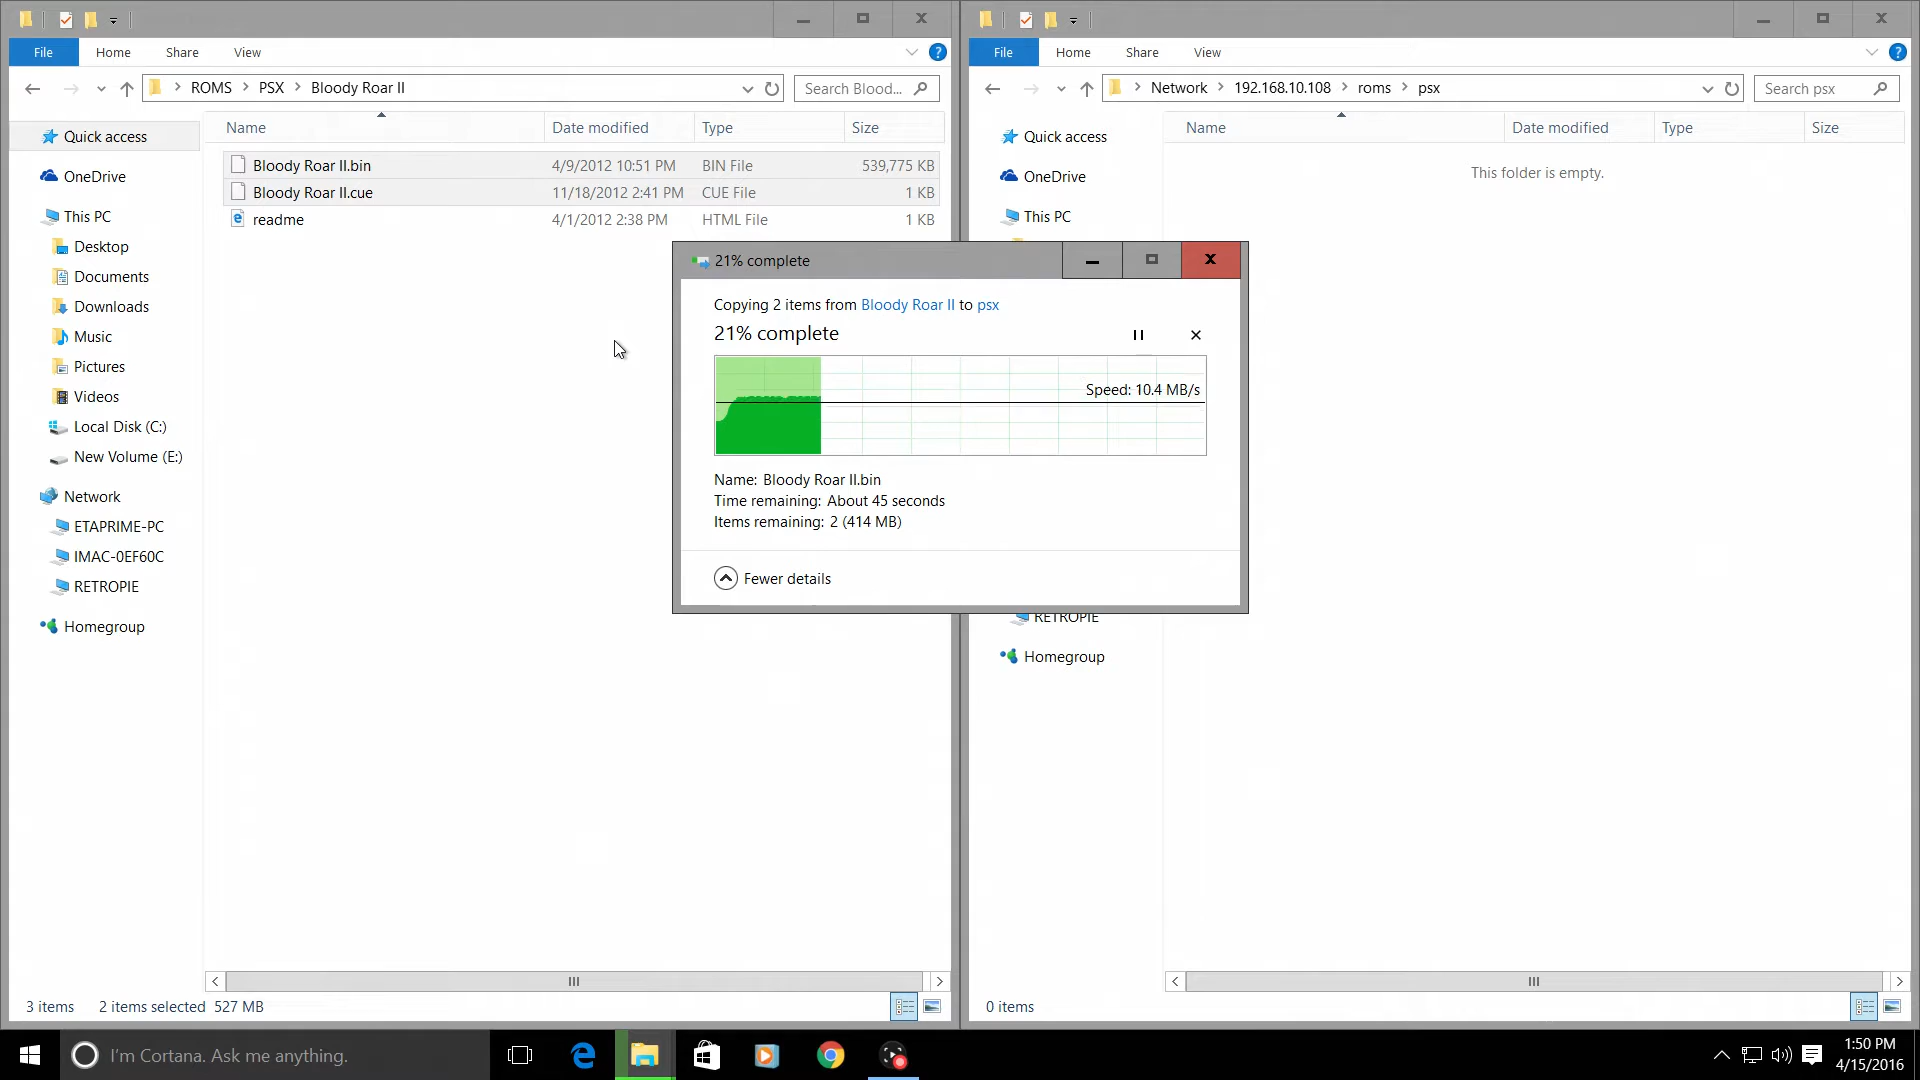 File
Home
Share
View
ROMS
PSX
Bloody Roar II
Search Blood...
Name
Date modified
Type
Size
Quick access
OneDrive
This PC
Desktop
Documents
Downloads
Music
Pictures
Videos
Local Disk (C:)
New Volume (E:)
Network
ETAPRIME-PC
IMAC-0EF60C
RETROPIE
Homegroup
Bloody Roar II.bin 4/9/2012 10:51 PM BIN File 539,775 KB
Bloody Roar II.cue 11/18/2012 2:41 PM CUE File 1 KB
readme 4/1/2012 2:38 PM HTML File 1 KB
3 items 2 items selected 527 MB
File
Home
Share
View
Network
192.168.10.108
roms
psx
Search psx
Name
Date modified
Type
Size
This folder is empty.
Quick access
OneDrive
This PC
RETROPIE
Homegroup
0 items
21% complete
Copying 2 items from Bloody Roar II to psx
21% complete
Speed: 10.4 MB/s
Name: Bloody Roar II.bin
Time remaining: About 45 seconds
Items remaining: 2 (414 MB)
Fewer details
I'm Cortana. Ask me anything.
1:50 PM
4/15/2016